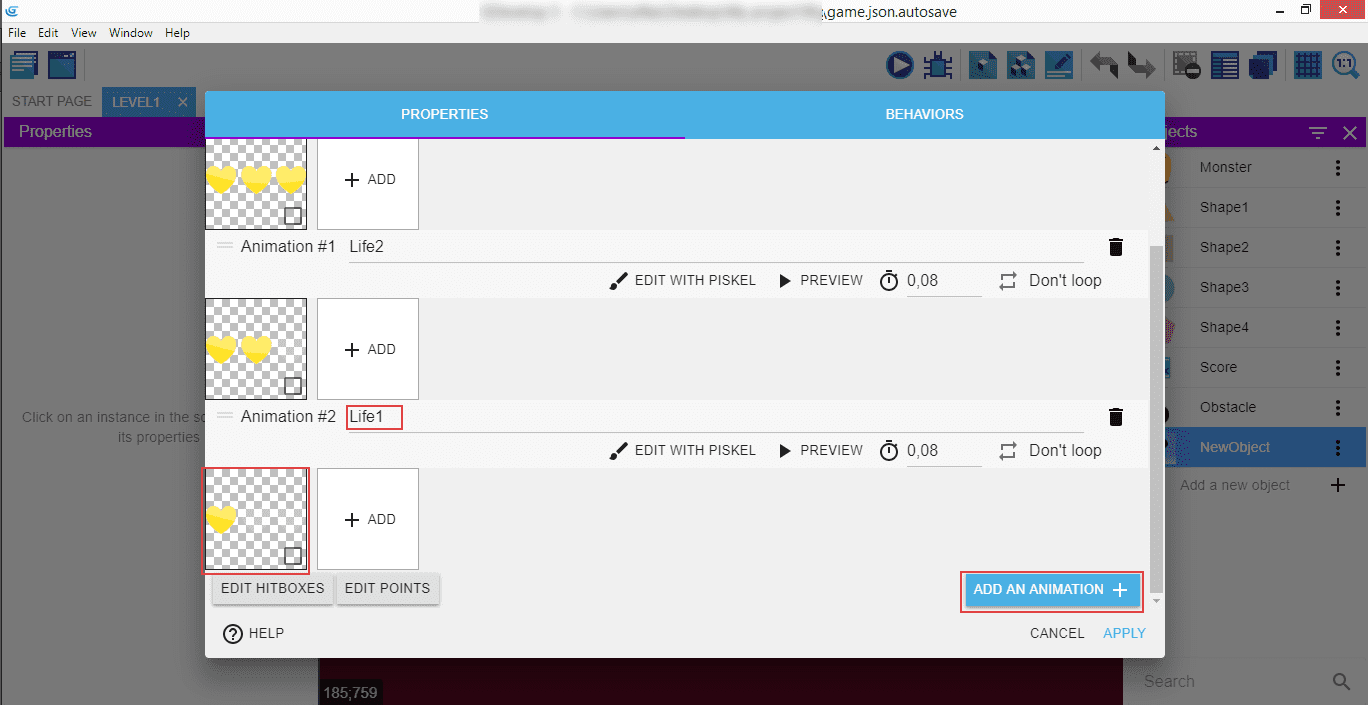 \game.json.autosave
File Edit View Window Help
1:1
START PAGE LEVEL1
PROPERTIES BEHAVIORS
Properties
jects
ADD
Monster
Shape1
Animation #1 Life2
Shape2
EDIT WITH PISKEL PREVIEW 0,08 Don't loop
Shape3
Shape4
ADD
Score
Click on an instance in the sc
its properties
Animation #2 Life1
Obstacle
EDIT WITH PISKEL PREVIEW 0,08 Don't loop
NewObject
Add a new object
ADD
EDIT HITBOXES EDIT POINTS ADD AN ANIMATION
HELP CANCEL APPLY
185;759
Search